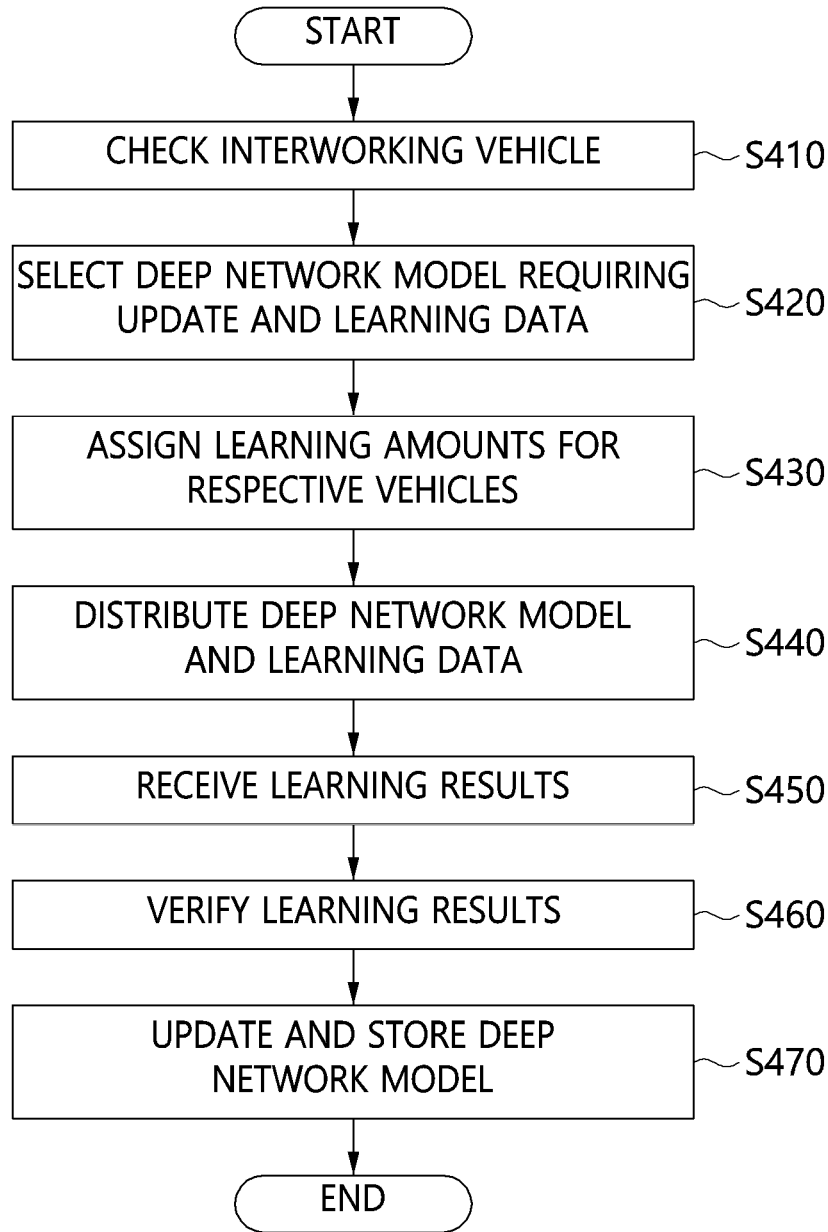 START
CHECK INTERWORKING VEHICLE
S410
SELECT DEEP NETWORK MODEL REQUIRING
UPDATE AND LEARNING DATA
S420
ASSIGN LEARNING AMOUNTS FOR
RESPECTIVE VEHICLES
S430
DISTRIBUTE DEEP NETWORK MODEL
AND LEARNING DATA
S440
RECEIVE LEARNING RESULTS
S450
VERIFY LEARNING RESULTS
S460
UPDATE AND STORE DEEP
NETWORK MODEL
S470
END